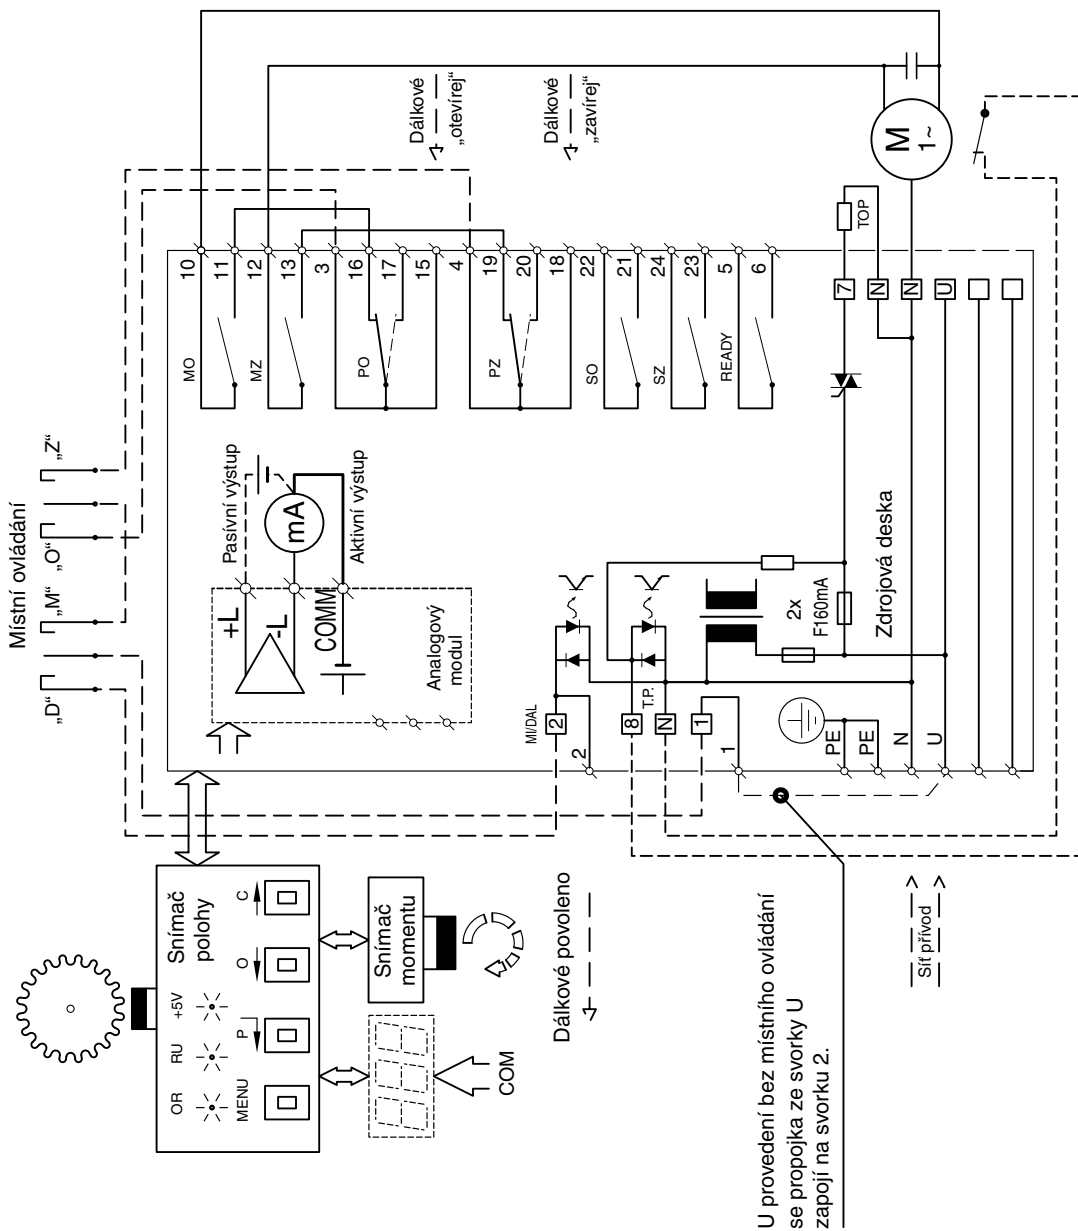 Místní ovládání
„D“
„M“
„O“
„Z“
Snímač
polohy
+5V
RU
OR
C
O
P
MENU
Snímač
momentu
COM
+L
-L
COMM
Analogový
modul
Pasívní výstup
mA
Aktivní výstup
MO
MZ
PO
PZ
SO
SZ
READY
10
11
12
13
3
16
17
15
4
19
20
18
22
21
24
23
5
6
Dálkové
„otevírej“
Dálkové
„zavírej“
M
1~
TOP
7
N
N
U
MI/DAL
2
2
8
T.P.
N
1
1
2x
F160mA
Zdrojová deska
PE
PE
N
U
Dálkové povoleno
Síť přívod
U provedení bez místního ovládání
se propojka ze svorky U
zapojí na svorku 2.